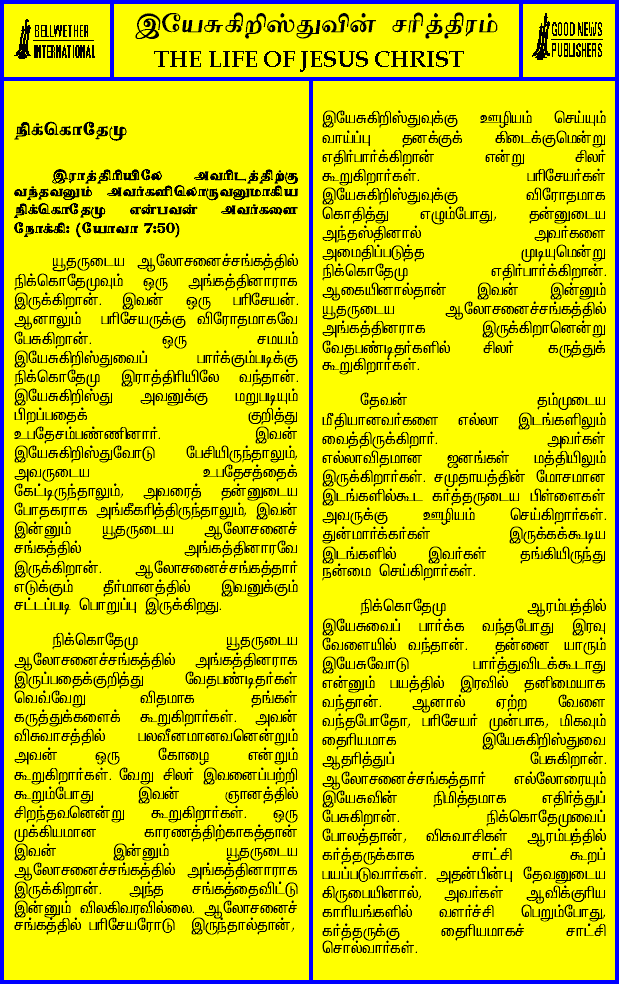 BELLWETHER
INTERNATIONAL
இயேசுகிறிஸ்துவின் சரித்திரம்
THE LIFE OF JESUS CHRIST
GOOD NEWS
PUBLISHERS
நிக்கொதேமு
இராத்திரியிலே அவரிடத்திற்கு
வந்தவனும் அவர்களிலொருவனுமாகிய
நிக்கொதேமு என்பவன் அவர்களை
நோக்கி: (யோவா 7:50)
யூதருடைய ஆலோசனைச்சங்கத்தில்
நிக்கொதேமுவும் ஒரு அங்கத்தினாராக
இருக்கிறான். இவன் ஒரு பரிசேயன்.
ஆனாலும் பரிசேயருக்கு விரோதமாகவே
பேசுகிறான். ஒரு சமயம்
இயேசுகிறிஸ்துவைப் பார்க்கும்படிக்கு
நிக்கொதேமு இராத்திரியிலே வந்தான்.
இயேசுகிறிஸ்து அவனுக்கு மறுபடியும்
பிறப்பதைக் குறித்து
உபதேசம்பண்ணினார். இவன்
இயேசுகிறிஸ்துவோடு பேசியிருந்தாலும்,
அவருடைய உபதேசத்தைக்
கேட்டிருந்தாலும், அவரைத் தன்னுடைய
போதகராக அங்கீகரித்திருந்தாலும், இவன்
இன்னும் யூதருடைய ஆலோசனைச்
சங்கத்தில் அங்கத்தினாரவே
இருக்கிறான். ஆலோசனைச்சங்கத்தார்
எடுக்கும் தீர்மானத்தில் இவனுக்கும்
சட்டப்படி பொறுப்பு இருக்கிறது.
நிக்கொதேமு யூதருடைய
ஆலோசனைச்சங்கத்தில் அங்கத்தினராக
இருப்பதைக்குறித்து வேதபண்டிதர்கள்
வெவ்வேறு விதமாக தங்கள்
கருத்துக்களைக் கூறுகிறார்கள். அவன்
விசுவாசத்தில் பலவீனமானவனென்றும்
அவன் ஒரு கோழை என்றும்
கூறுகிறார்கள். வேறு சிலர் இவனைப்பற்றி
கூறும்போது இவன் ஞானத்தில்
சிறந்தவனென்று கூறுகிறார்கள். ஒரு
முக்கியமான காரணத்திற்காகத்தான்
இவன் இன்னும் யூதருடைய
ஆலோசனைச்சங்கத்தில் அங்கத்தினாராக
இருக்கிறான். அந்த சங்கத்தைவிட்டு
இன்னும் விலகிவரவில்லை. ஆலோசனைச்
சங்கத்தில் பரிசேயரோடு இருந்தால்தான்,
இயேசுகிறிஸ்துவுக்கு ஊழியம் செய்யும்
வாய்ப்பு தனக்குக் கிடைக்குமென்று
எதிர்பார்க்கிறான் என்று சிலர்
கூறுகிறார்கள். பரிசேயர்கள்
இயேசுகிறிஸ்துவுக்கு விரோதமாக
கொதித்து எழும்போது, தன்னுடைய
அந்தஸ்தினால் அவர்களை
அமைதிப்படுத்த முடியுமென்று
நிக்கொதேமு எதிர்பார்க்கிறான்.
ஆகையினால்தான் இவன் இன்னும்
யூதருடைய ஆலோசனைச்சங்கத்தில்
அங்கத்தினராக இருக்கிறானென்று
வேதபண்டிதர்களில் சிலர் கருத்துக்
கூறுகிறார்கள்.
தேவன் தம்முடைய
மீதியானவர்களை எல்லா இடங்களிலும்
வைத்திருக்கிறார். அவர்கள்
எல்லாவிதமான ஜனங்கள் மத்தியிலும்
இருக்கிறார்கள். சமுதாயத்தின் மோசமான
இடங்களில்கூட கர்த்தருடைய பிள்ளைகள்
அவருக்கு ஊழியம் செய்கிறார்கள்.
துன்மார்க்கர்கள் இருக்கக்கூடிய
இடங்களில் இவர்கள் தங்கியிருந்து
நன்மை செய்கிறார்கள்.
நிக்கொதேமு ஆரம்பத்தில்
இயேசுவைப் பார்க்க வந்தபோது இரவு
வேளையில் வந்தான். தன்னை யாரும்
இயேசுவோடு பார்த்துவிடக்கூடாது
என்னும் பயத்தில் இரவில் தனிமையாக
வந்தான். ஆனால் ஏற்ற வேளை
வந்தபோதோ, பரிசேயர் முன்பாக, மிகவும்
தைரியமாக இயேசுகிறிஸ்துவை
ஆதரித்துப் பேசுகிறான்.
ஆலோசனைச்சங்கத்தார் எல்லோரையும்
இயேசுவின் நிமித்தமாக எதிர்த்துப்
பேசுகிறான். நிக்கொதேமுவைப்
போலத்தான், விசுவாசிகள் ஆரம்பத்தில்
கர்த்தருக்காக சாட்சி கூறப்
பயப்படுவார்கள். அதன்பின்பு தேவனுடைய
கிருபையினால், அவர்கள் ஆவிக்குரிய
காரியங்களில் வளர்ச்சி பெறும்போது,
கர்த்தருக்கு தைரியமாகச் சாட்சி
சொல்வார்கள்.